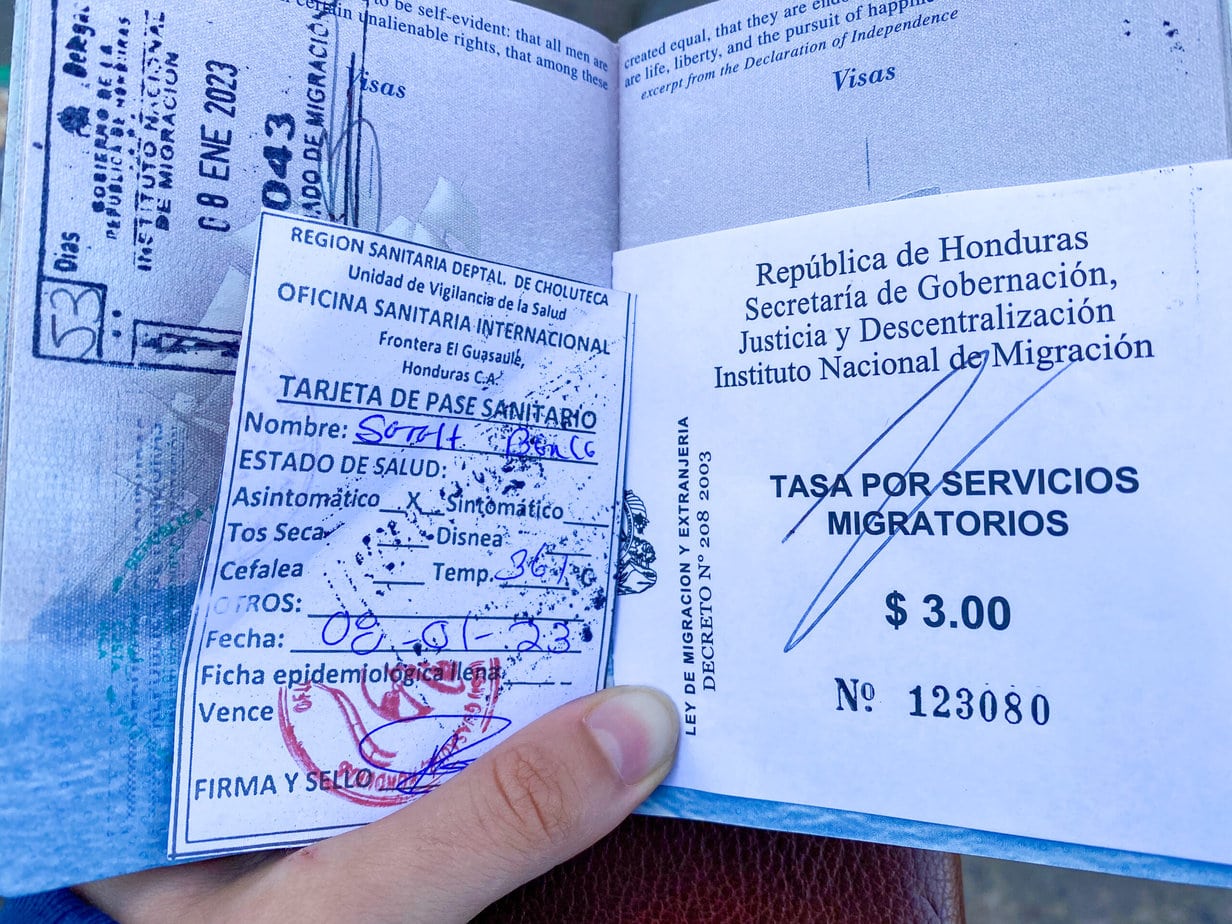 to be self-evident: that all men are
certain unalienable rights, that among these
Visas
created equal, that they are
are life, liberty, and the pursuit of
excerpt from the Declaration of Independence
Visas
GOBIERNO DE LA
REPUBLICA DE HONDURAS
INSTITUTO NACIONAL
DE MIGRACION
08 ENE 2023
043
DE MIGRACIÓN
Dias
53
REGION SANITARIA DEPTAL. DE CHOLUTECA
Unidad de Vigilancia de la Salud
OFICINA SANITARIA INTERNACIONAL
Frontera El Guasaule,
Honduras C.A.
TARJETA DE PASE SANITARIO
Nombre:
ESTADO DE SALUD:
Asintomático X Sintomático
Tos Seca Disnea
Cefalea Temp. °C
OTROS:
Fecha: 08-01-23
Ficha epidemiológica llena
Vence
FIRMA Y SELLO
LEY DE MIGRACION Y EXTRANJERIA
DECRETO Nº 208 2003
República de Honduras
Secretaría de Gobernación,
Justicia y Descentralización
Instituto Nacional de Migración
TASA POR SERVICIOS
MIGRATORIOS
$ 3.00
Nº 123080